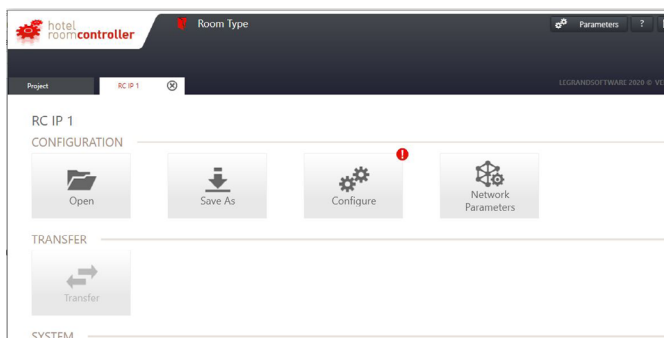 hotel
roomcontroller
Room Type
Parameters
?
Project
RC IP 1
LEGRANDSOFTWARE 2020 ©
RC IP 1
CONFIGURATION
Open
Save As
Configure
Network
Parameters
TRANSFER
Transfer
SYSTEM